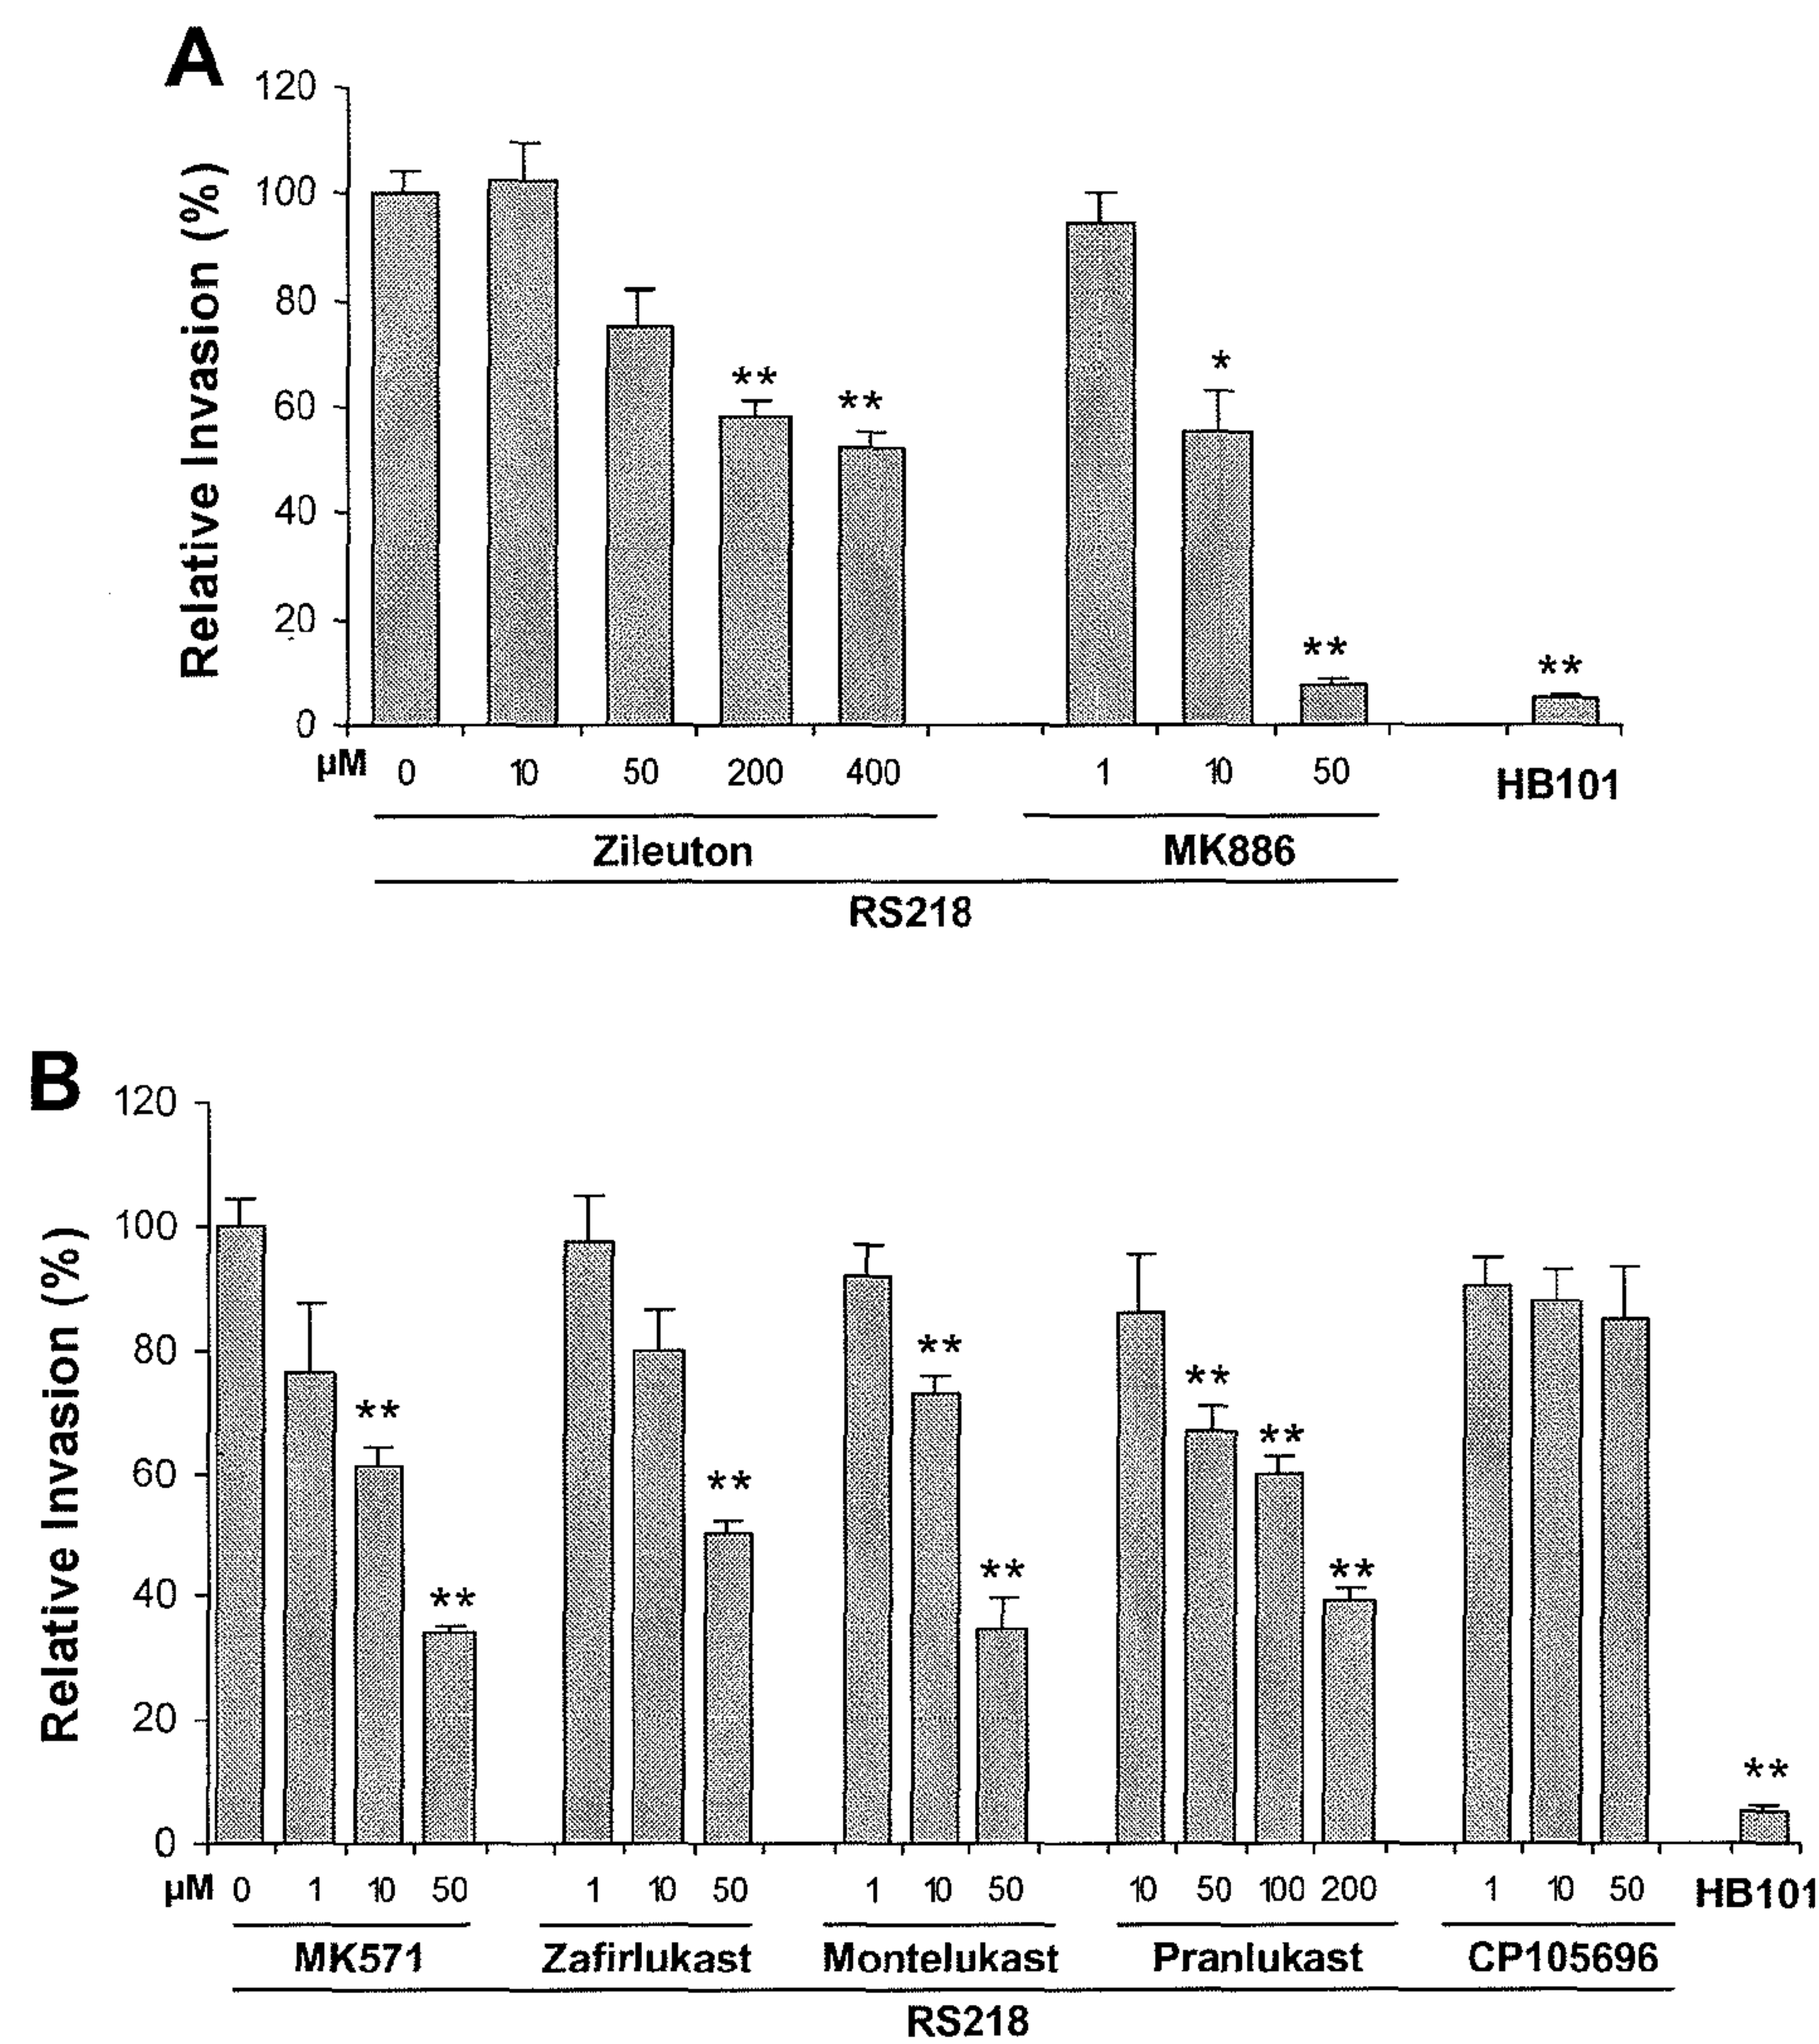 A
120
100
80
60
40
20
0
Relative Invasion (%)
**
**
*
**
**
µM 0 10 50 200 400 1 10 50 HB101
Zileuton MK886
RS218
B
120
100
80
60
40
20
0
Relative Invasion (%)
**
**
**
**
**
**
**
**
**
µM 0 1 10 50 1 10 50 1 10 50 10 50 100 200 1 10 50 HB101
MK571 Zafirlukast Montelukast Pranlukast CP105696
RS218